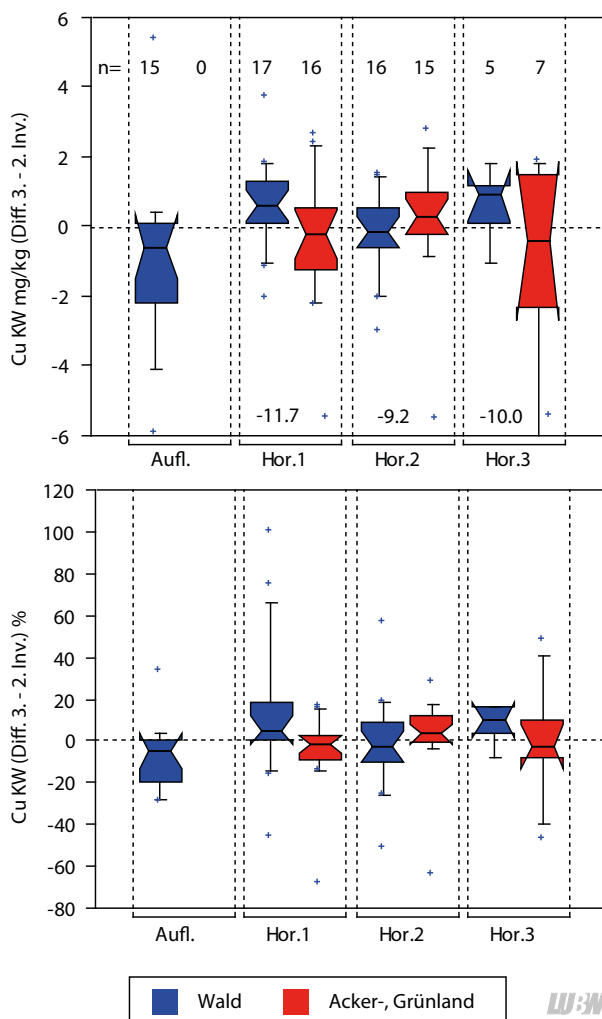 Cu KW mg/kg (Diff. 3. - 2. Inv.)
6
4
2
0
-2
-4
-6
n= 15 0 17 16 16 15 5 7
-11.7 -9.2 -10.0
Aufl. Hor.1 Hor.2 Hor.3
Cu KW (Diff. 3. - 2. Inv.) %
120
100
80
60
40
20
0
-20
-40
-60
-80
Aufl. Hor.1 Hor.2 Hor.3
Wald Acker-, Grünland
LUBW